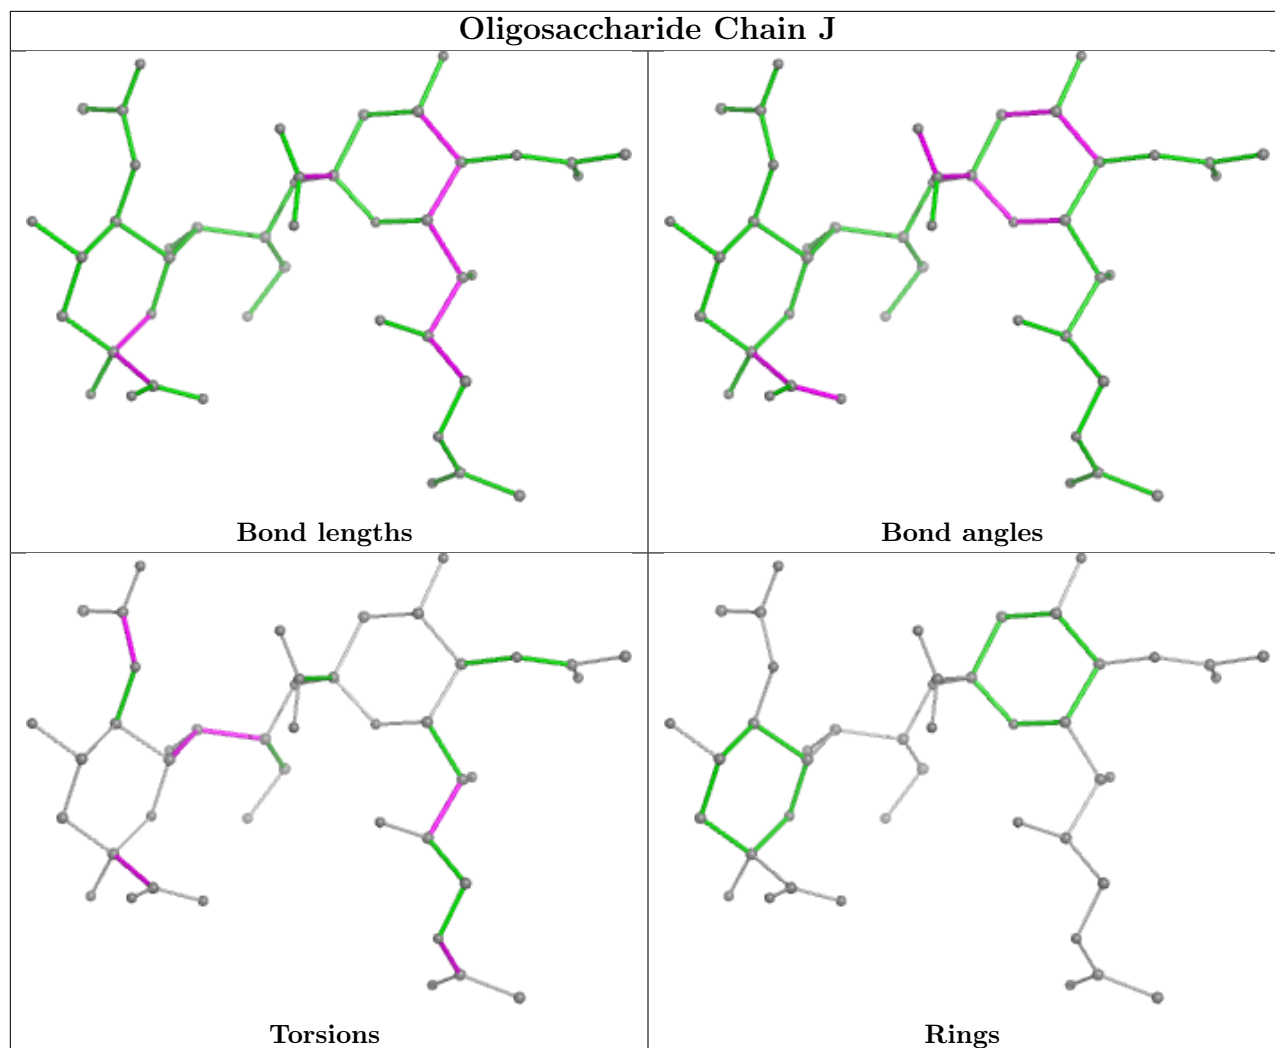 Oligosaccharide Chain J
Bond lengths
Bond angles
Torsions
Rings